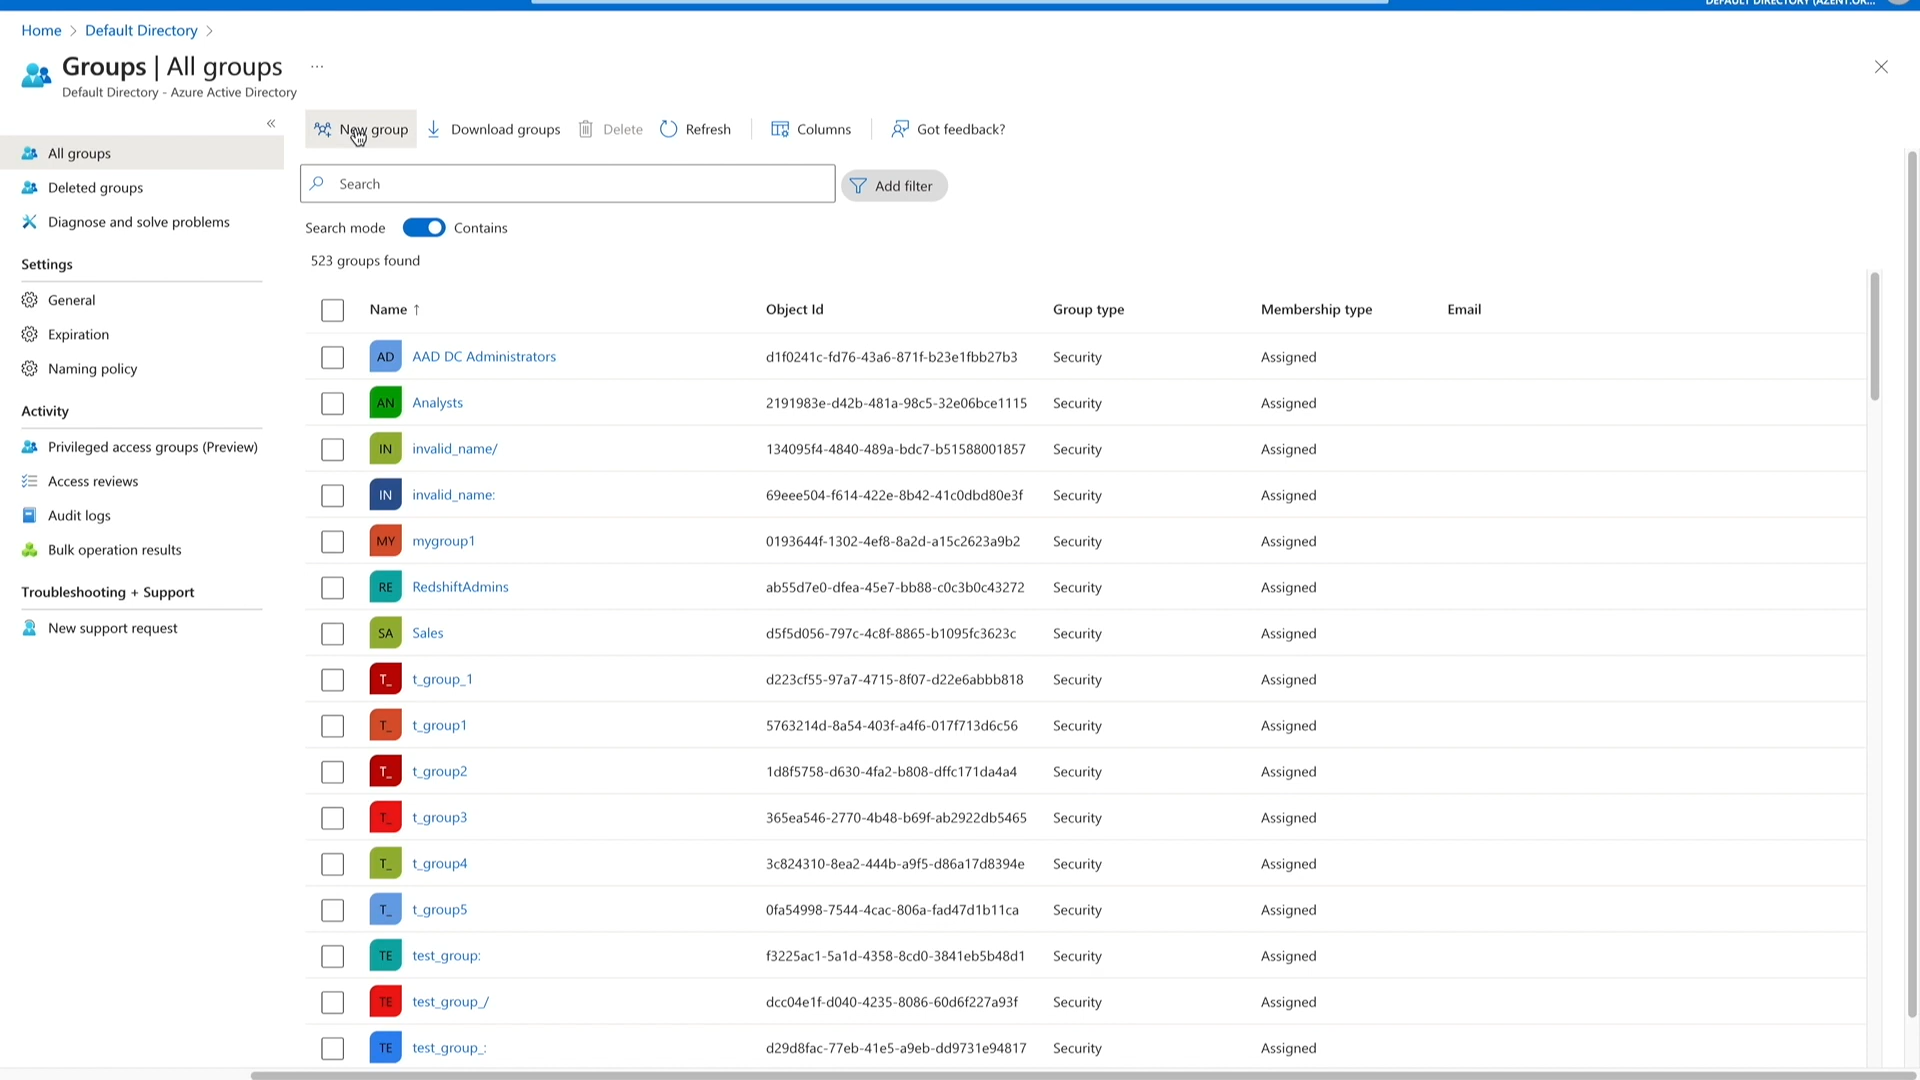 DEFAULT DIRECTORY (AZENT.OR...
Home > Default Directory >
Groups | All groups ...
Default Directory - Azure Active Directory
«
New group Download groups Delete Refresh Columns Got feedback?
All groups
Deleted groups
Diagnose and solve problems
Settings
General
Expiration
Naming policy
Activity
Privileged access groups (Preview)
Access reviews
Audit logs
Bulk operation results
Troubleshooting + Support
New support request
Search
Add filter
Search mode Contains
523 groups found
Name ↑ Object Id Group type Membership type Email
AD AAD DC Administrators d1f0241c-fd76-43a6-871f-b23e1fbb27b3 Security Assigned
AN Analysts 2191983e-d42b-481a-98c5-32e06bce1115 Security Assigned
IN invalid_name/ 134095f4-4840-489a-bdc7-b51588001857 Security Assigned
IN invalid_name: 69eee504-f614-422e-8b42-41c0dbd80e3f Security Assigned
MY mygroup1 0193644f-1302-4ef8-8a2d-a15c2623a9b2 Security Assigned
RE RedshiftAdmins ab55d7e0-dfea-45e7-bb88-c0c3b0c43272 Security Assigned
SA Sales d5f5d056-797c-4c8f-8865-b1095fc3623c Security Assigned
T_ t_group_1 d223cf55-97a7-4715-8f07-d22e6abbb818 Security Assigned
T_ t_group1 5763214d-8a54-403f-a4f6-017f713d6c56 Security Assigned
T_ t_group2 1d8f5758-d630-4fa2-b808-dffc171da4a4 Security Assigned
T_ t_group3 365ea546-2770-4b48-b69f-ab2922db5465 Security Assigned
T_ t_group4 3c824310-8ea2-444b-a9f5-d86a17d8394e Security Assigned
T_ t_group5 0fa54998-7544-4cac-806a-fad47d1b11ca Security Assigned
TE test_group: f3225ac1-5a1d-4358-8cd0-3841eb5b48d1 Security Assigned
TE test_group_/ dcc04e1f-d040-4235-8086-60d6f227a93f Security Assigned
TE test_group_: d29d8fac-77eb-41e5-a9eb-dd9731e94817 Security Assigned